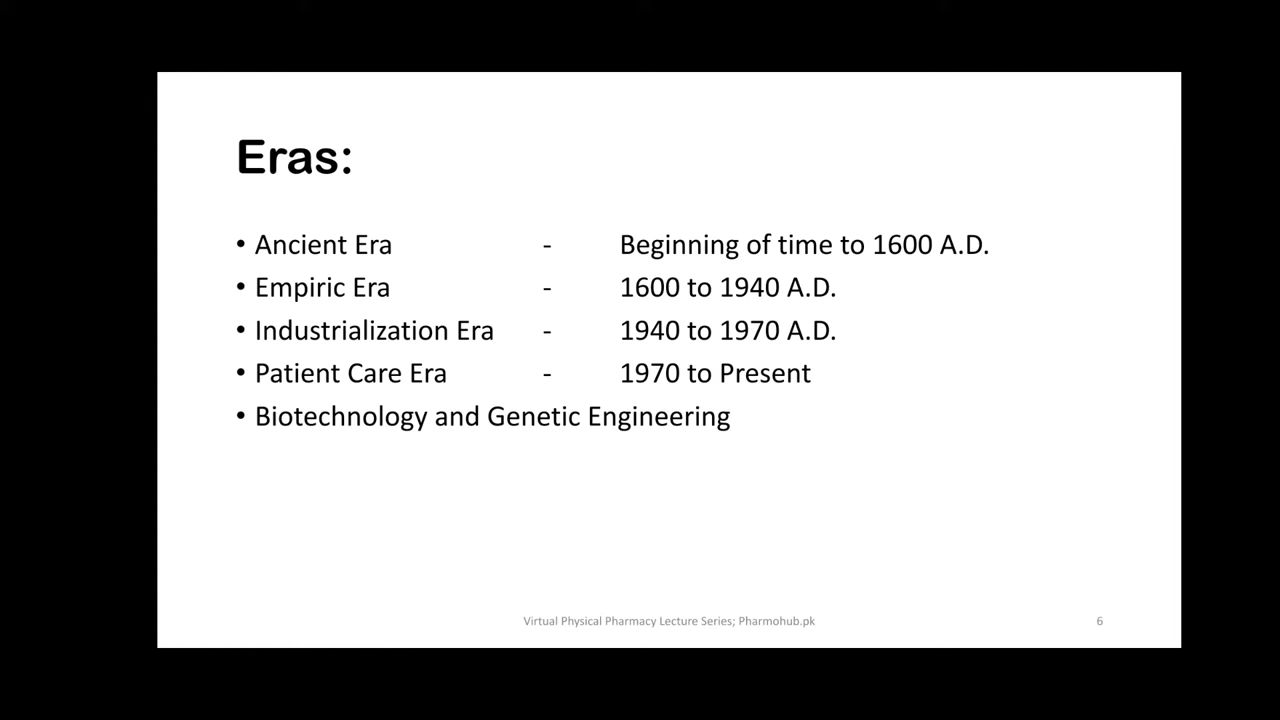 Eras:
• Ancient Era - Beginning of time to 1600 A.D.
• Empiric Era - 1600 to 1940 A.D.
• Industrialization Era - 1940 to 1970 A.D.
• Patient Care Era - 1970 to Present
• Biotechnology and Genetic Engineering
Virtual Physical Pharmacy Lecture Series; Pharmohub.pk 6